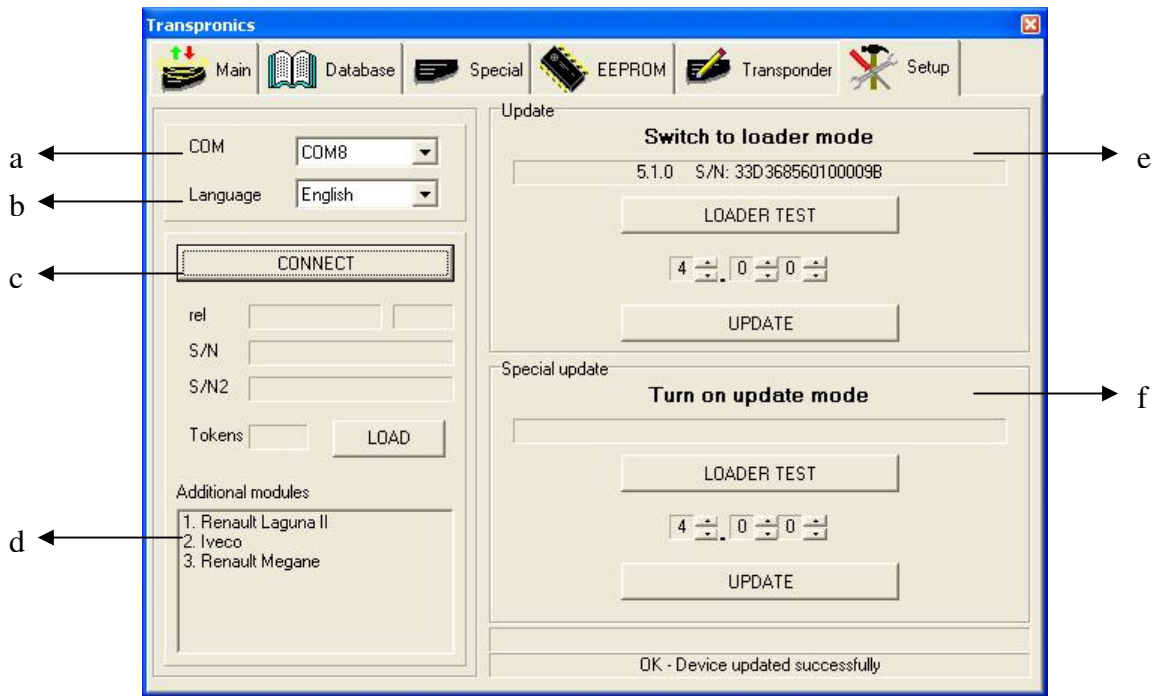 Transpronics
Main Database Special EEPROM Transponder Setup
a
COM COM8
b
Language English
c
CONNECT
rel
S/N
S/N2
Tokens LOAD
Additional modules
d
1. Renault Laguna II
2. Iveco
3. Renault Megane
Update
Switch to loader mode
e
5.1.0 S/N: 33D368560100009B
LOADER TEST
4 . 0 0
UPDATE
Special update
Turn on update mode
f
LOADER TEST
4 . 0 0
UPDATE
OK - Device updated successfully